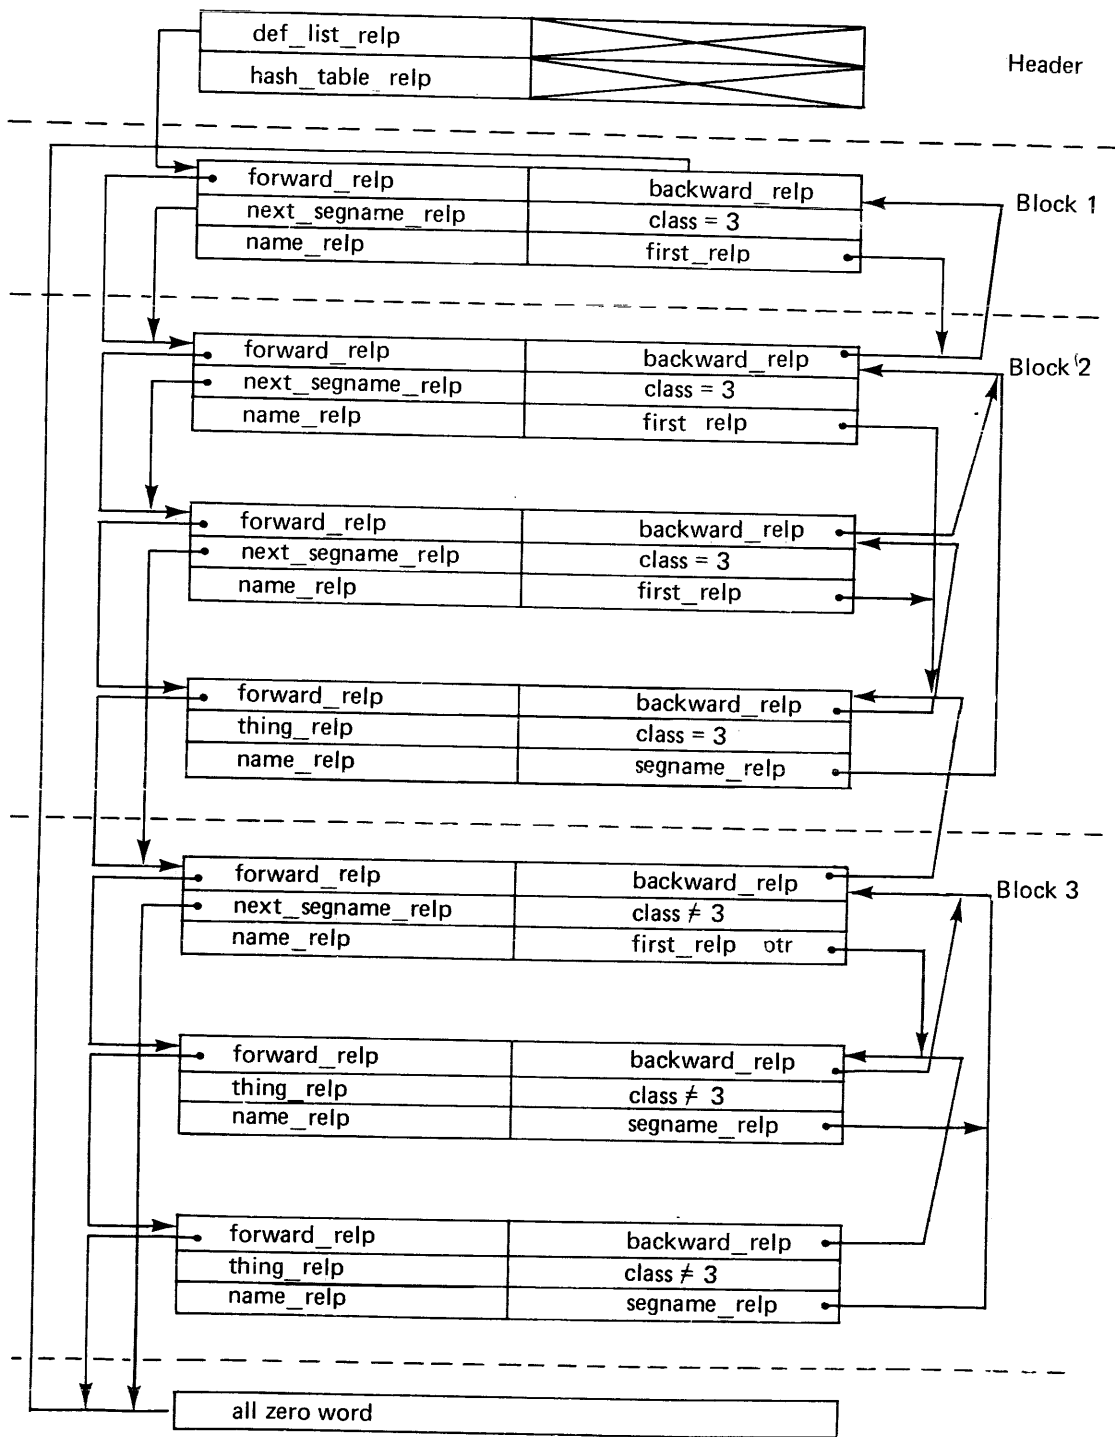 def_list_relp
Header
hash_table_relp
forward_relp backward_relp
Block 1
next_segname_relp class = 3
name_relp first_relp
forward_relp backward_relp
Block 2
next_segname_relp class = 3
name_relp first relp
forward_relp backward_relp
next_segname_relp class = 3
name_relp first_relp
forward_relp backward_relp
thing_relp class = 3
name_relp segname_relp
forward_relp backward_relp
Block 3
next_segname_relp class ≠ 3
name_relp first_relp ptr
forward_relp backward_relp
thing_relp class ≠ 3
name_relp segname_relp
forward_relp backward_relp
thing_relp class ≠ 3
name_relp segname_relp
all zero word